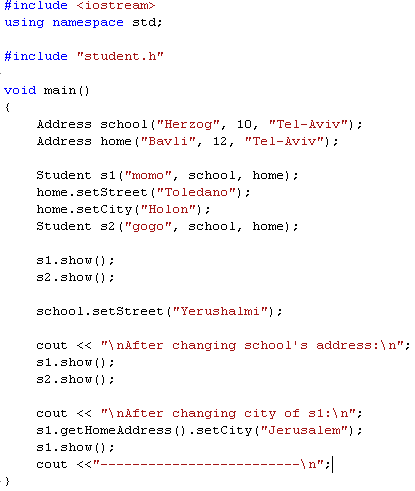 #include <iostream>
using namespace std;
#include "student.h"
void main()
{
Address school("Herzog", 10, "Tel-Aviv");
Address home("Bavli", 12, "Tel-Aviv");
Student s1("momo", school, home);
home.setStreet("Toledano");
home.setCity("Holon");
Student s2("gogo", school, home);
s1.show();
s2.show();
school.setStreet("Yerushalmi");
cout << "\nAfter changing school's address:\n";
s1.show();
s2.show();
cout << "\nAfter changing city of s1:\n";
s1.getHomeAddress().setCity("Jerusalem");
s1.show();
cout <<"-------------------------\n";
}